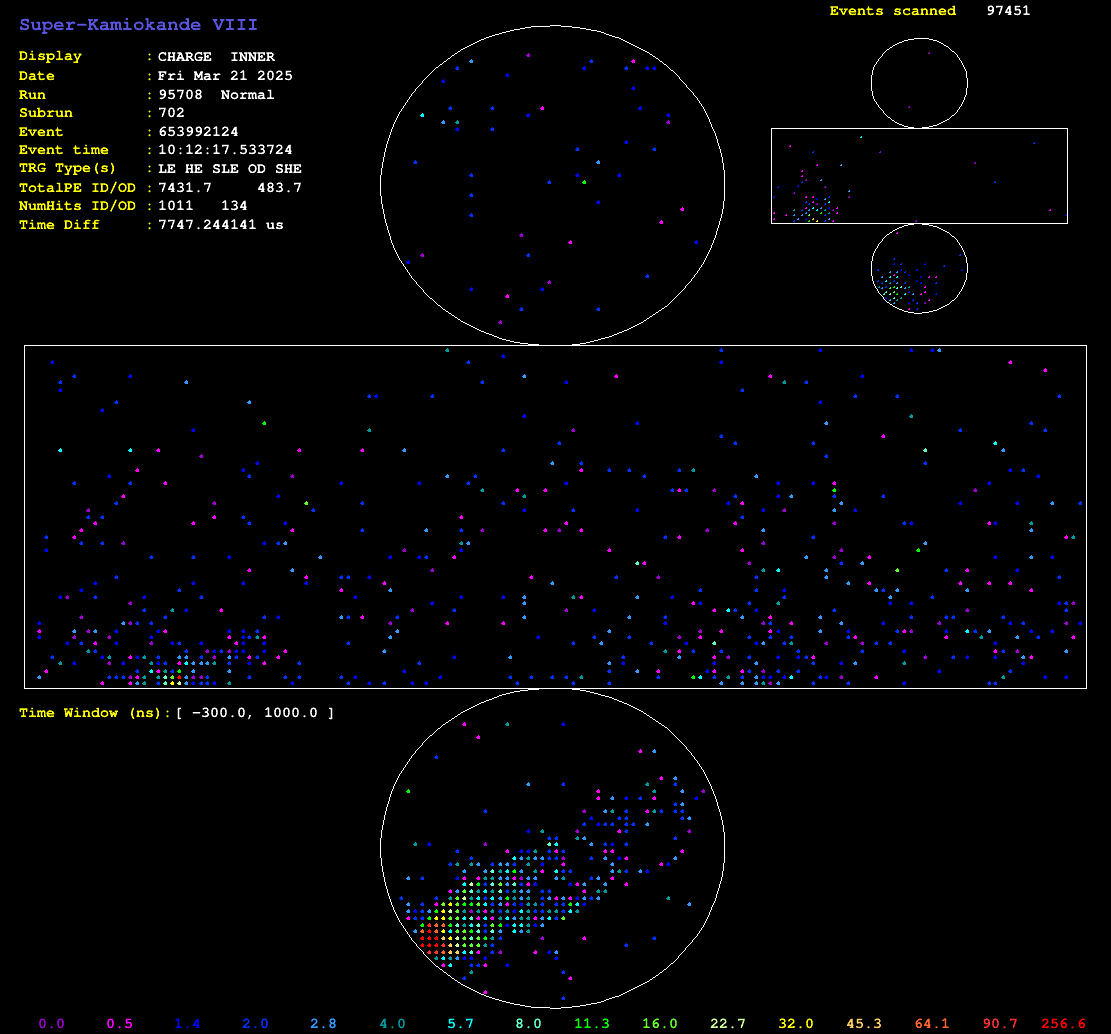 Super-Kamiokande VIII
Events scanned 97451
Display : CHARGE INNER
Date : Fri Mar 21 2025
Run : 95708 Normal
Subrun : 702
Event : 653992124
Event time : 10:12:17.533724
TRG Type(s) : LE HE SLE OD SHE
TotalPE ID/OD : 7431.7 483.7
NumHits ID/OD : 1011 134
Time Diff : 7747.244141 us
Time Window (ns): [ -300.0, 1000.0 ]
0.0 0.5 1.4 2.0 2.8 4.0 5.7 8.0 11.3 16.0 22.7 32.0 45.3 64.1 90.7 256.6